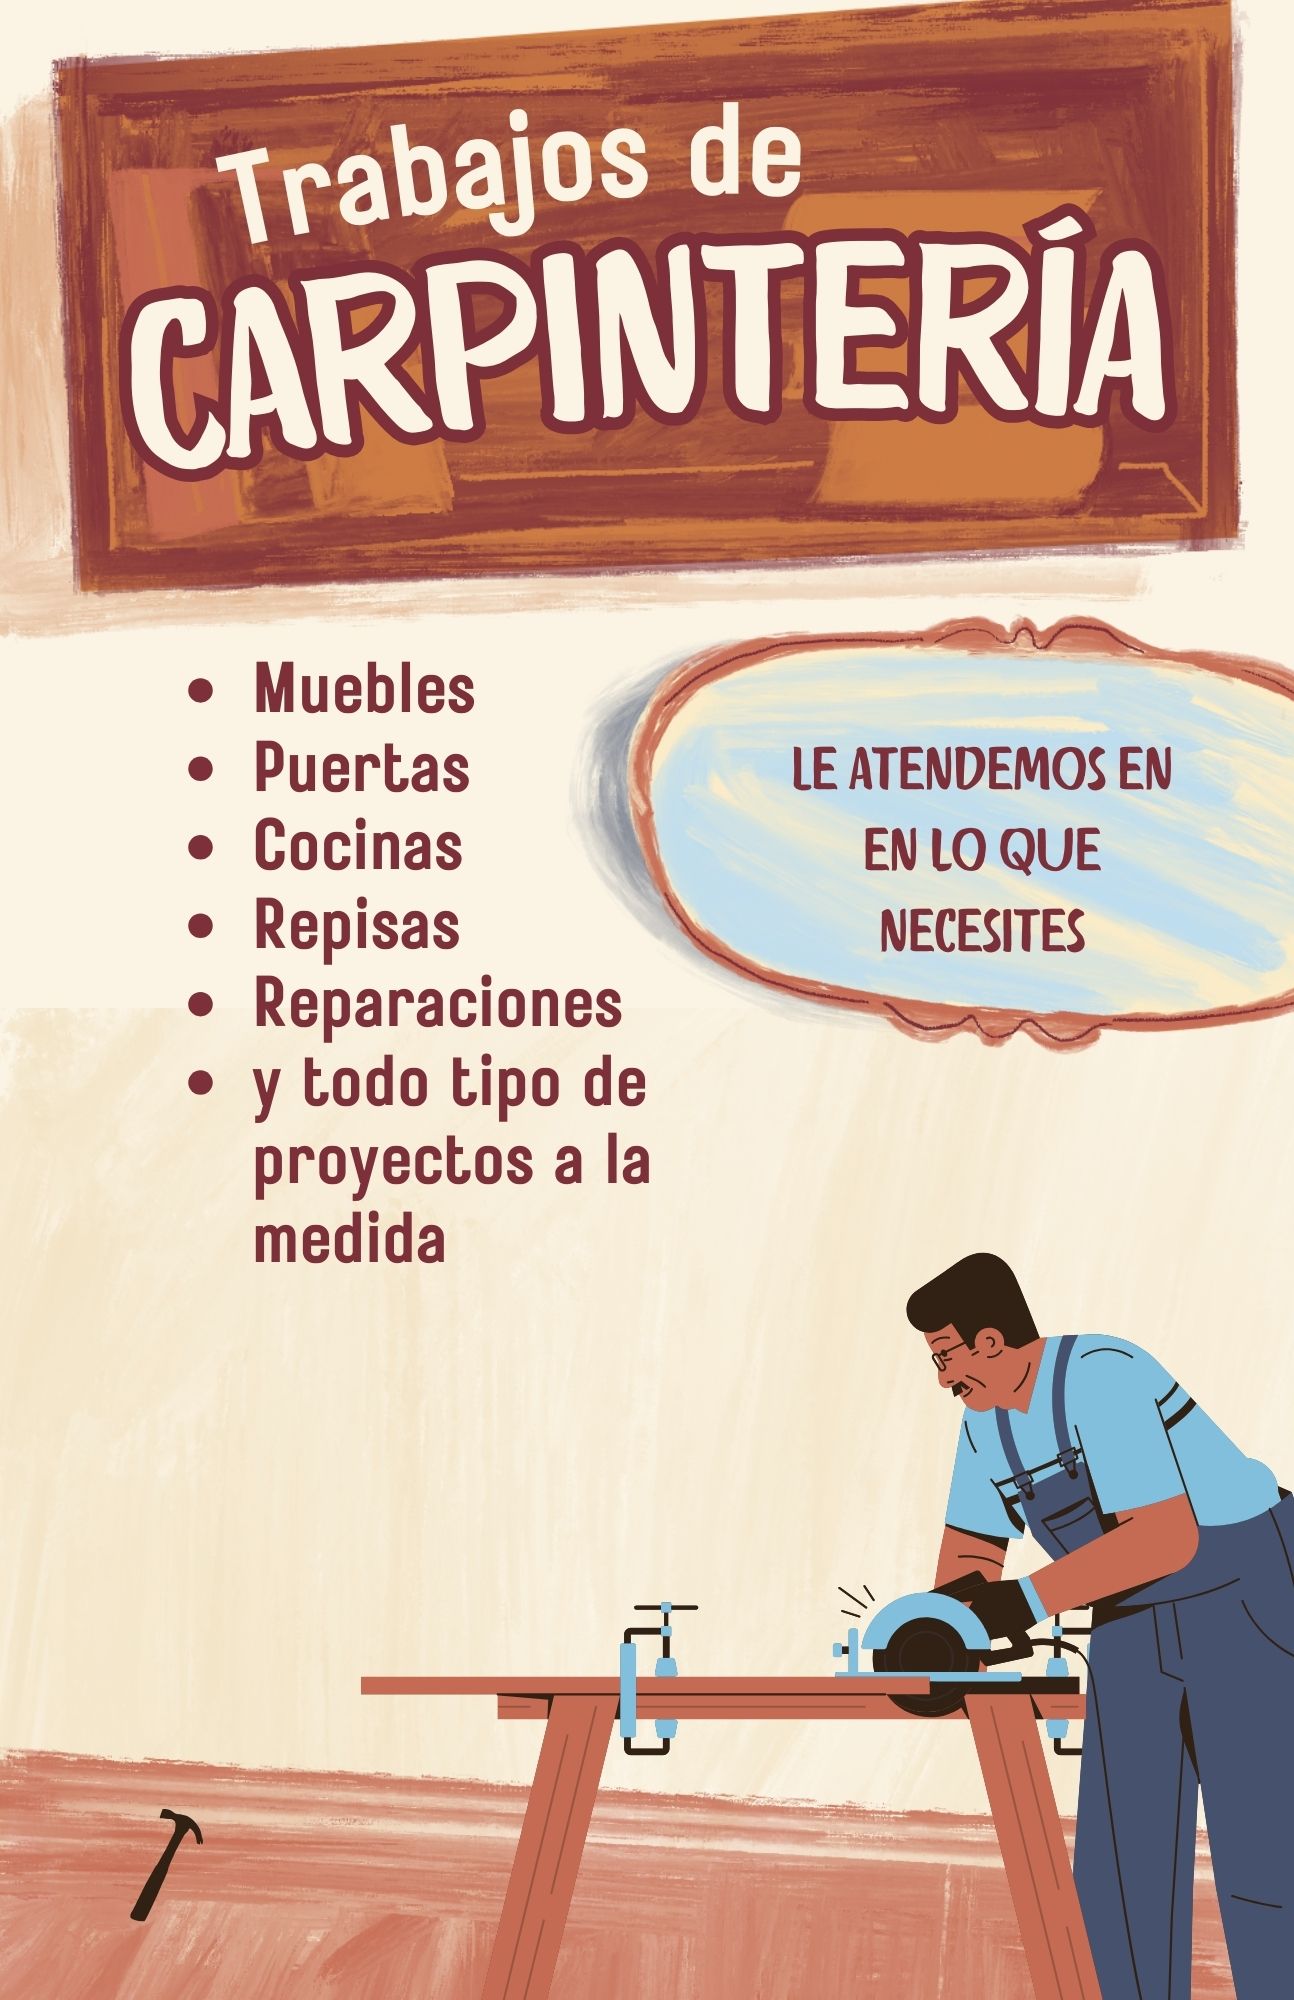 Trabajos de
CARPINTERÍA
• Muebles
• Puertas
• Cocinas
• Repisas
• Reparaciones
• y todo tipo de
proyectos a la
medida
LE ATENDEMOS EN
EN LO QUE
NECESITES